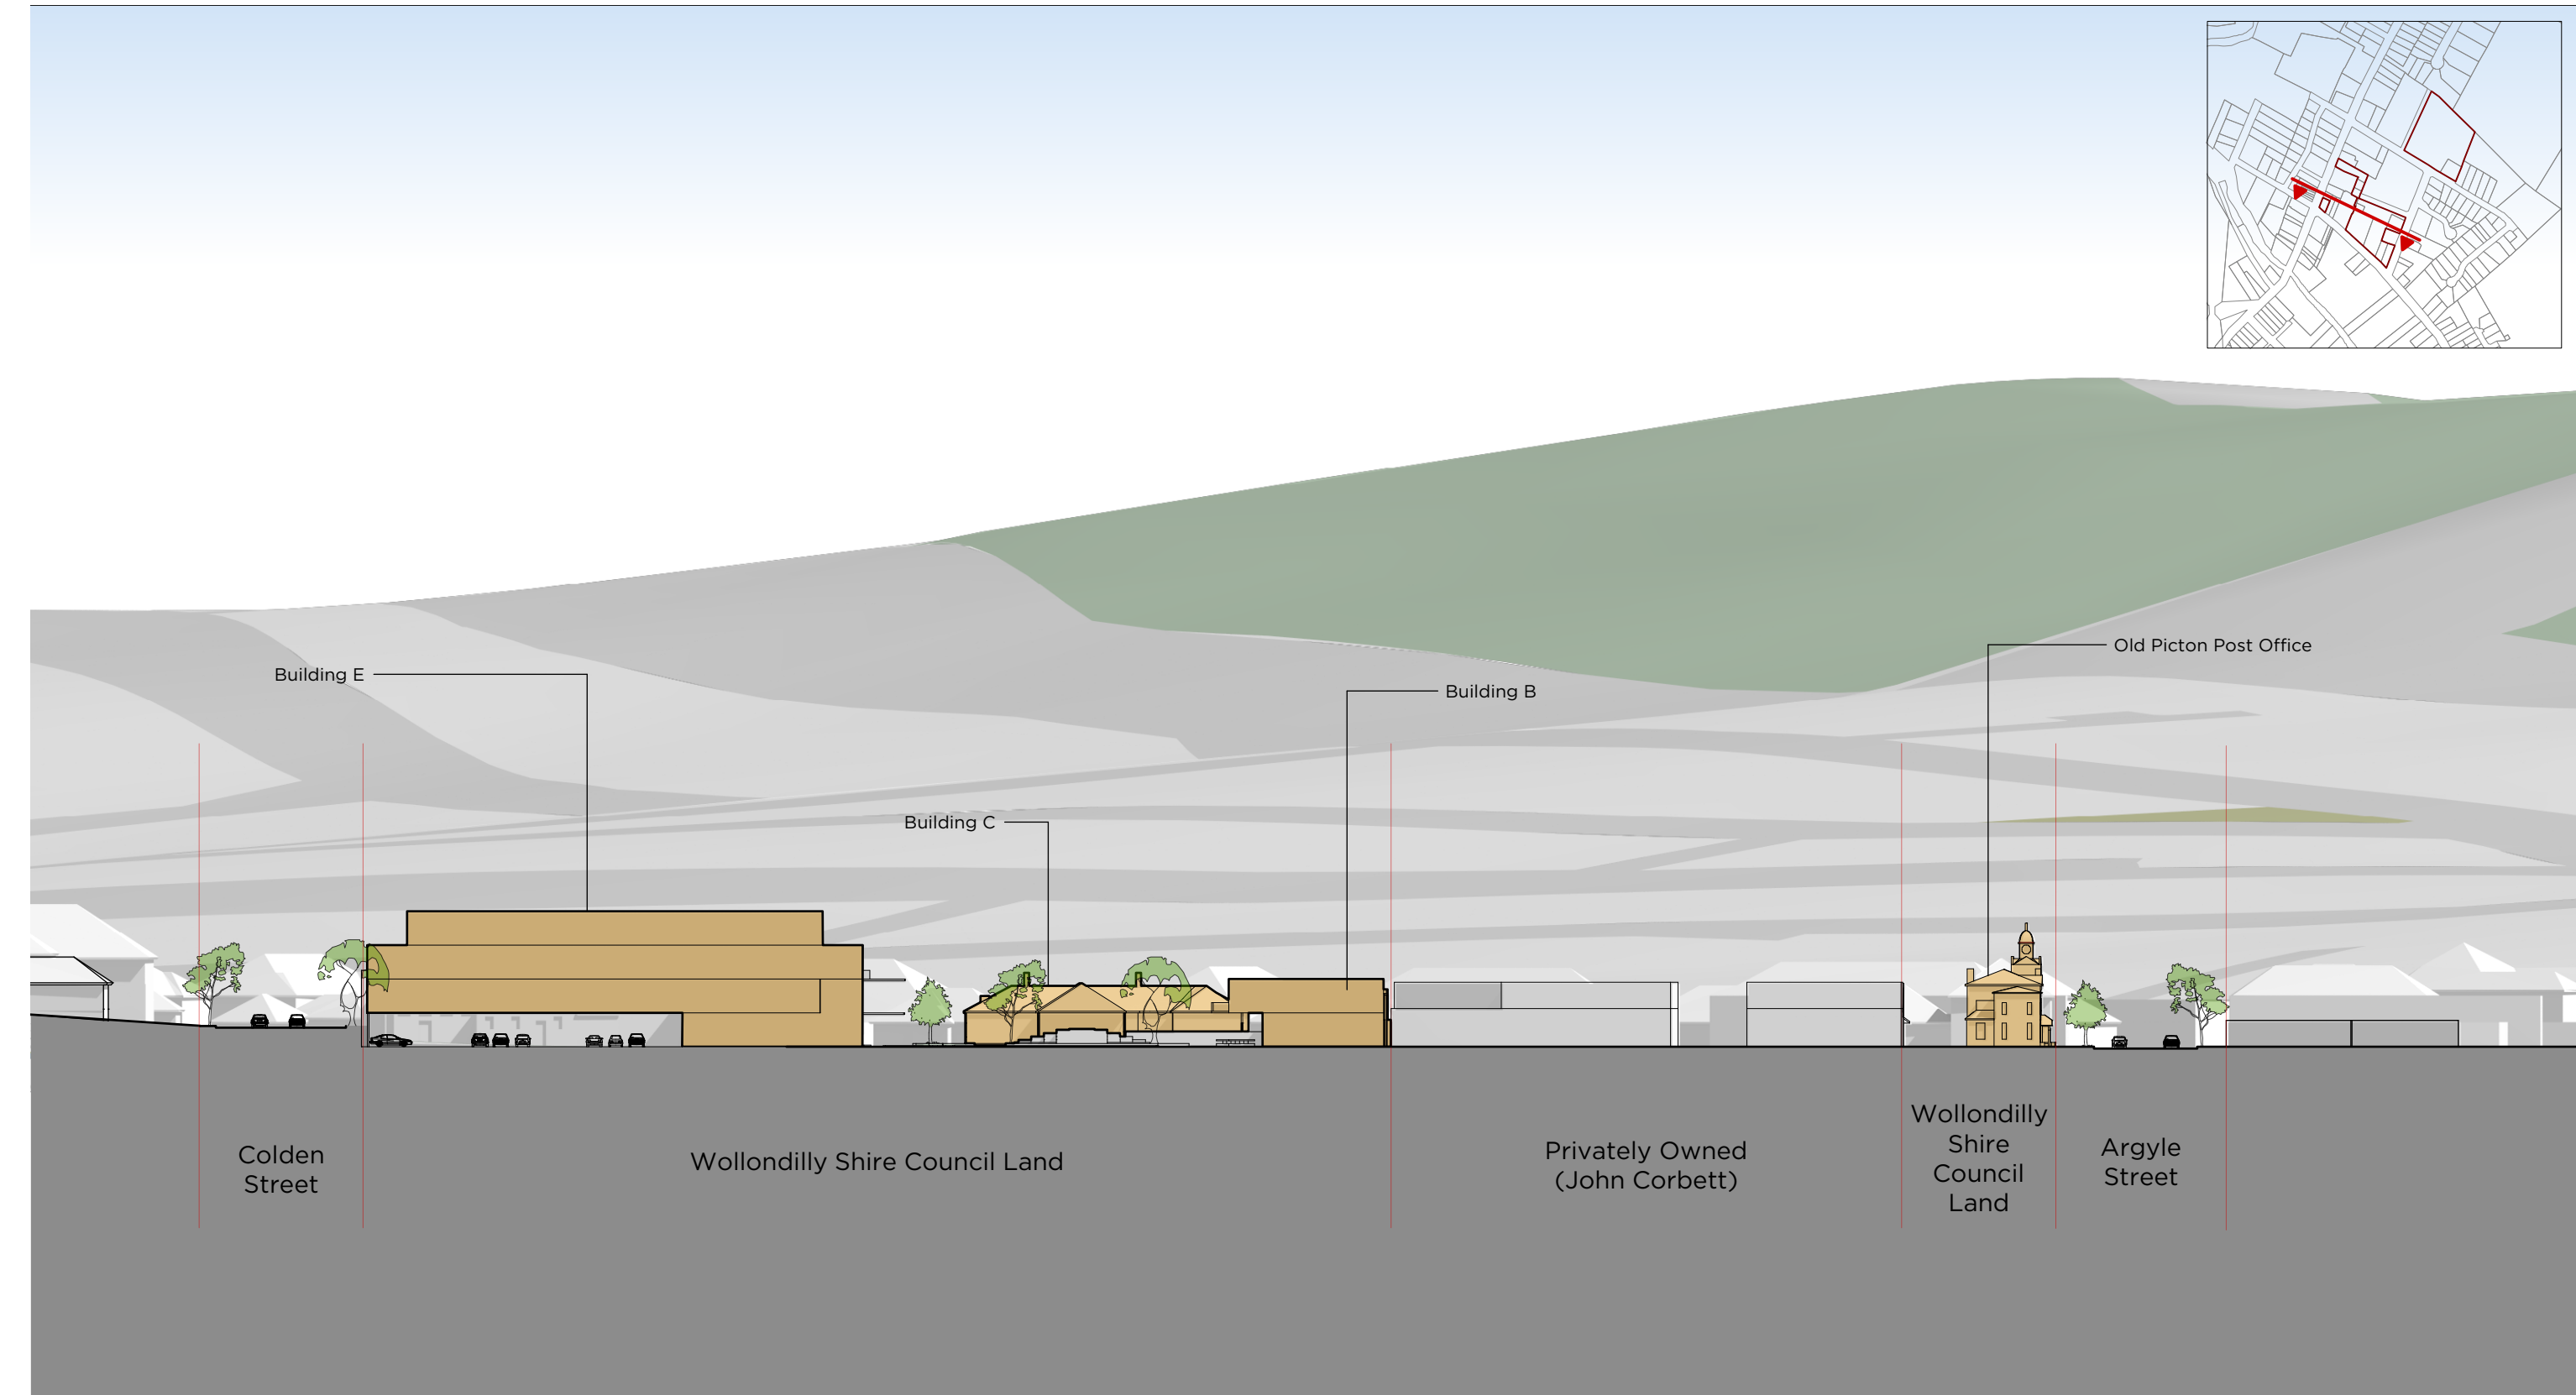 Old Picton Post Office
Building E
Building B
Building C
Colden
Street
Wollondilly Shire Council Land
Privately Owned
(John Corbett)
Wollondilly
Shire
Council
Land
Argyle
Street